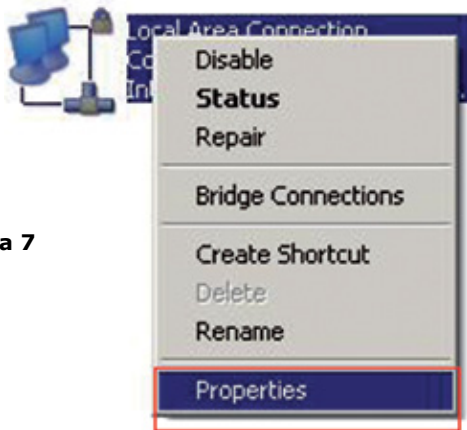 Local Area Connection
Disable
Status
Repair
Bridge Connections
a 7
Create Shortcut
Delete
Rename
Properties